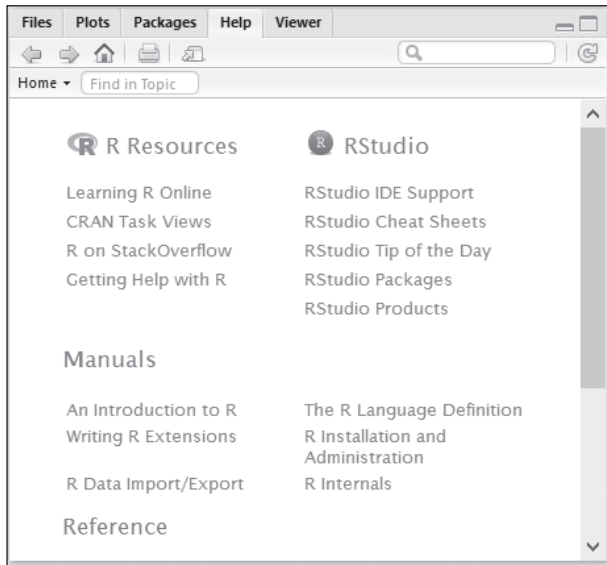 Files Plots Packages Help Viewer
Home Find in Topic
R R Resources
R RStudio
Learning R Online
CRAN Task Views
R on StackOverflow
Getting Help with R
RStudio IDE Support
RStudio Cheat Sheets
RStudio Tip of the Day
RStudio Packages
RStudio Products
Manuals
An Introduction to R
The R Language Definition
Writing R Extensions
R Installation and
Administration
R Data Import/Export
R Internals
Reference